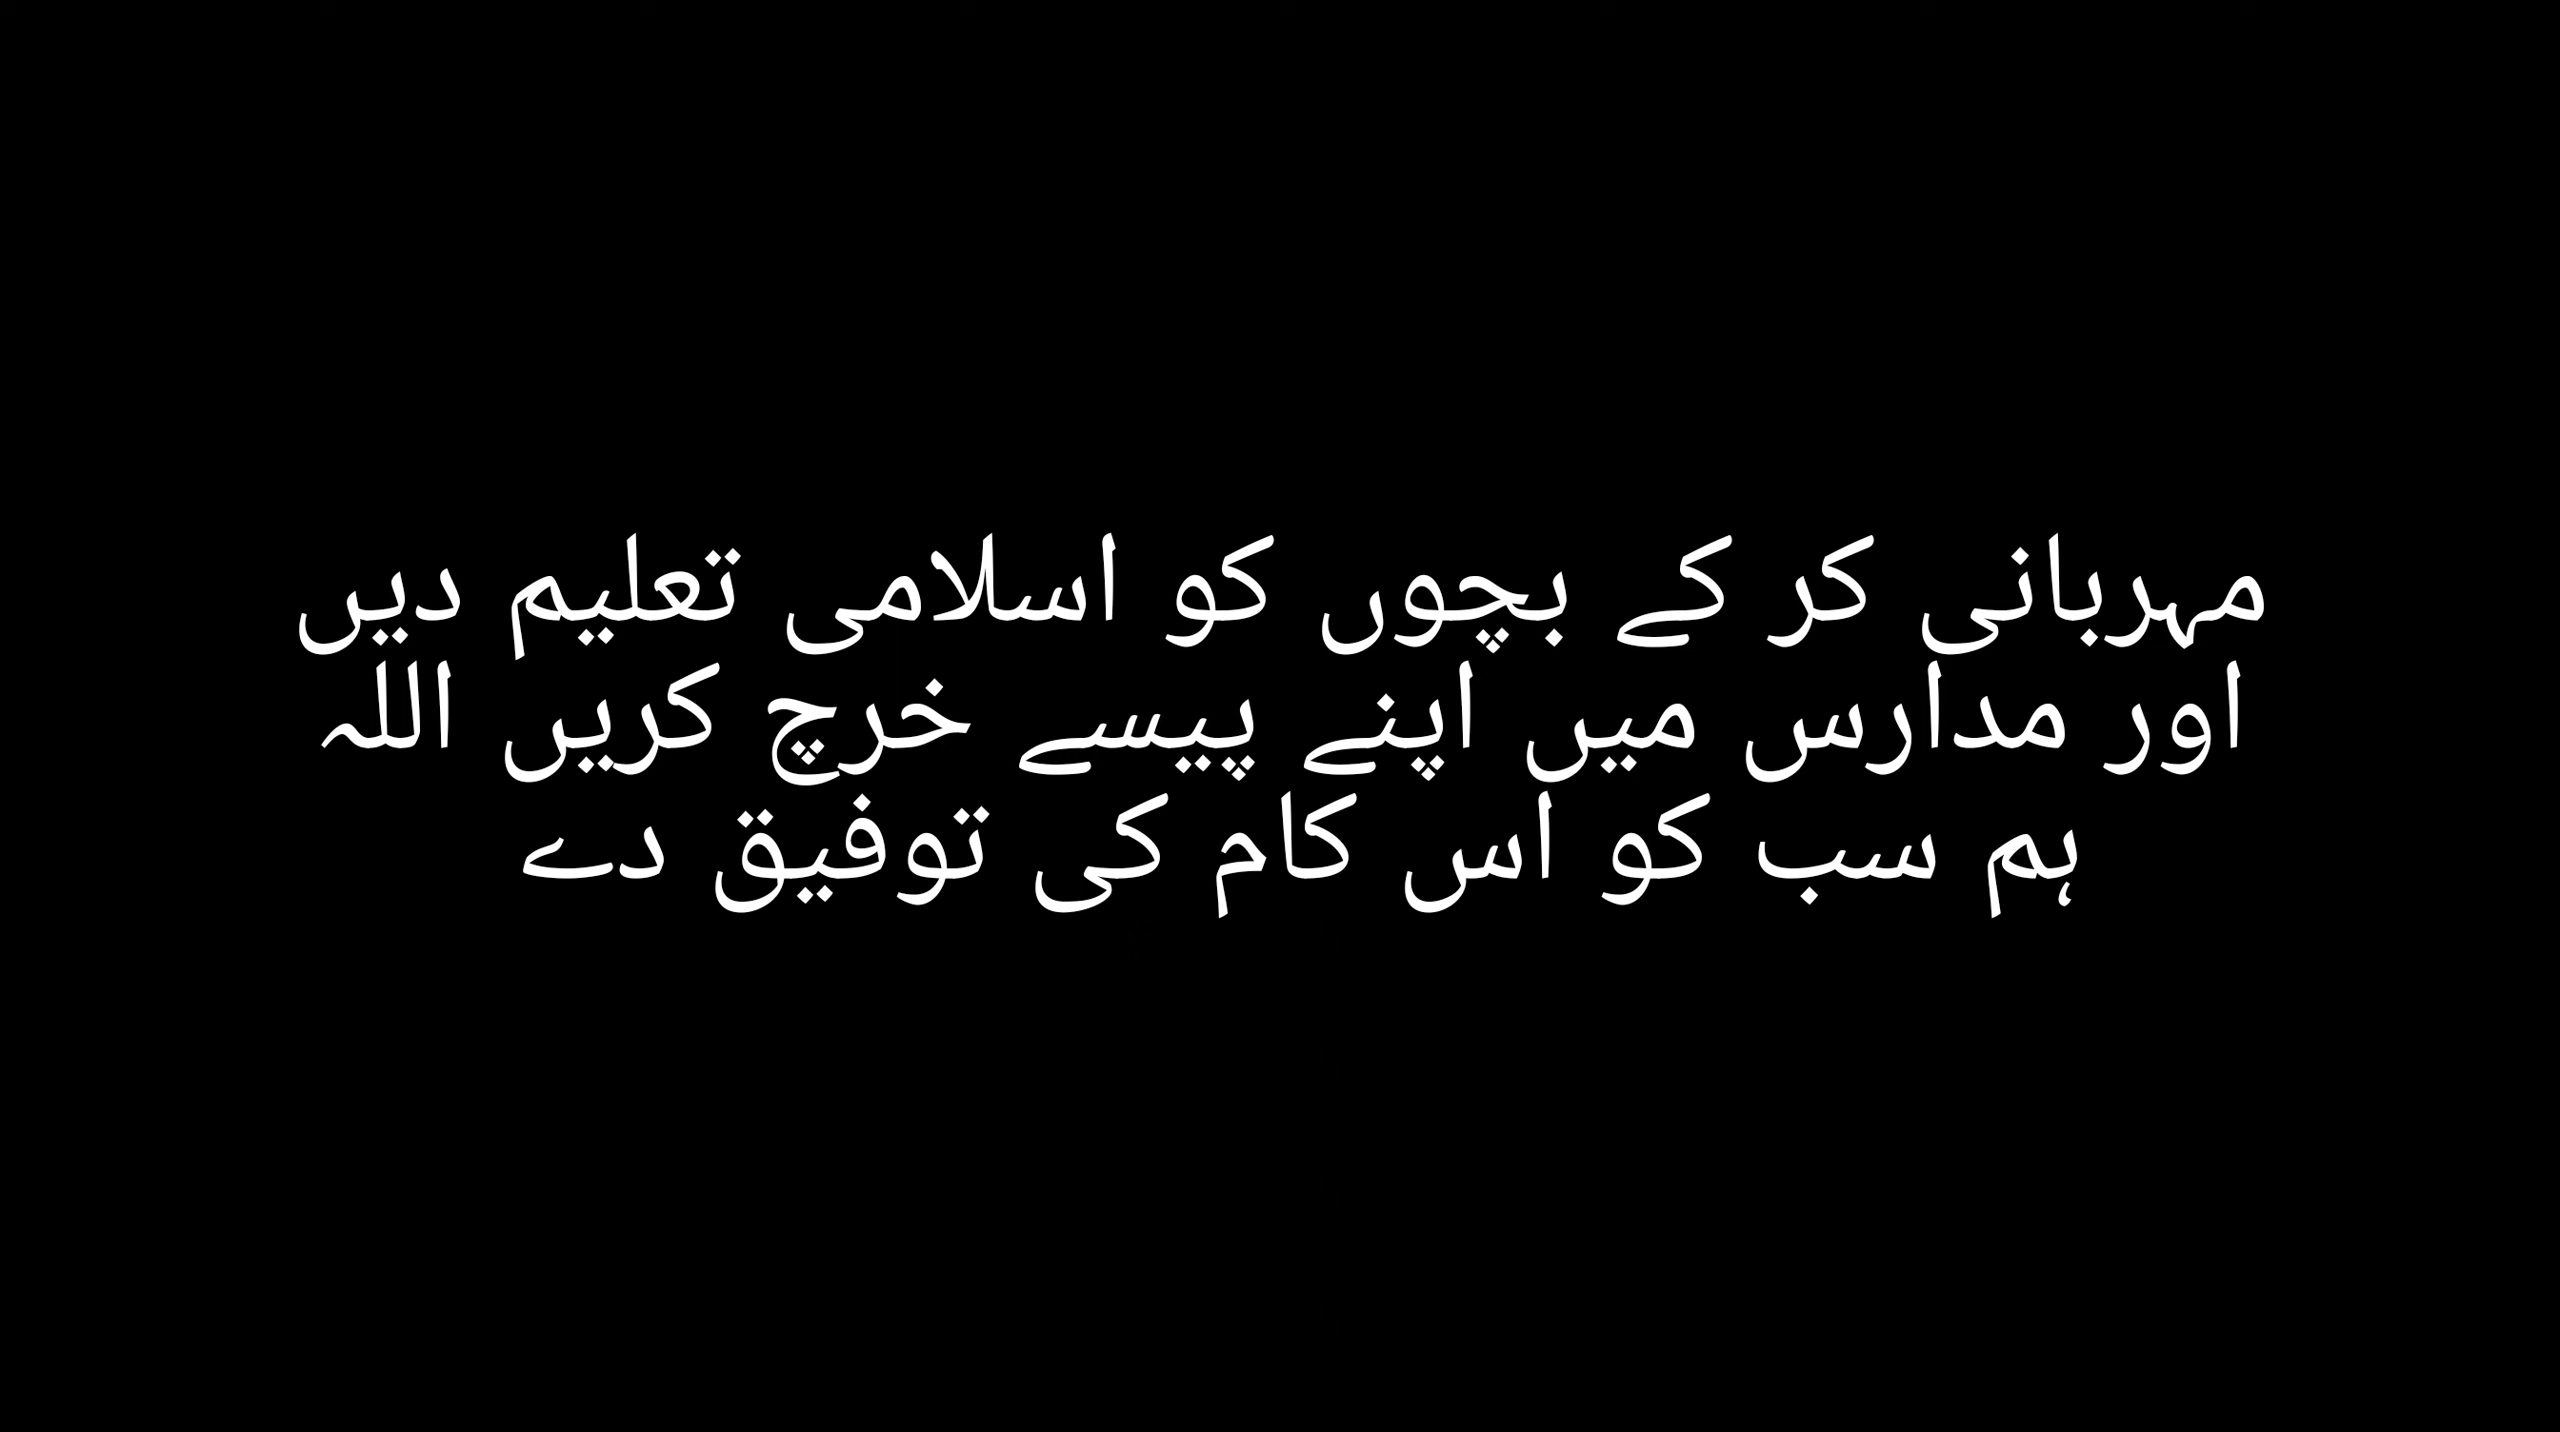 مہربانی کر کے بچوں کو اسلامی تعلیم دیں
اور مدارس میں اپنے پیسے خرچ کریں اللہ
ہم سب کو اس کام کی توفیق دے